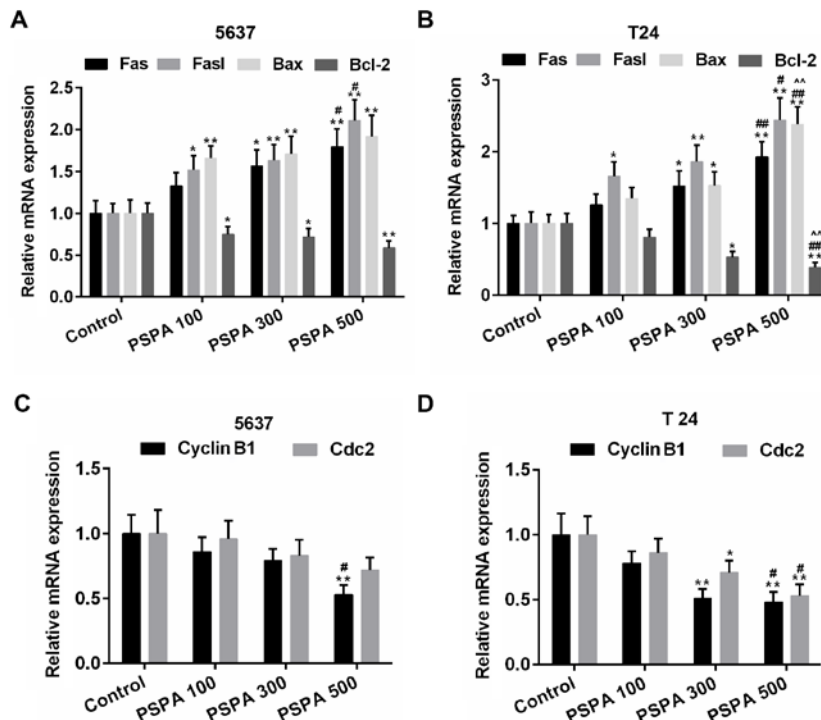 A
5637
Fas Fasl Bax Bcl-2
Relative mRNA expression
2.5
2.0
1.5
1.0
0.5
0.0
# ** # ** **
* ** * ** **
* * **
Control PSPA 100 PSPA 300 PSPA 500
B
T24
Fas Fasl Bax Bcl-2
Relative mRNA expression
3
2
1
0
## ** # ** ^^ ## **
* * ** *
* ^^ ## **
Control PSPA 100 PSPA 300 PSPA 500
C
5637
Cyclin B1 Cdc2
Relative mRNA expression
1.5
1.0
0.5
0.0
# **
Control PSPA 100 PSPA 300 PSPA 500
D
T 24
Cyclin B1 Cdc2
Relative mRNA expression
1.5
1.0
0.5
0.0
** * # ** # **
Control PSPA 100 PSPA 300 PSPA 500